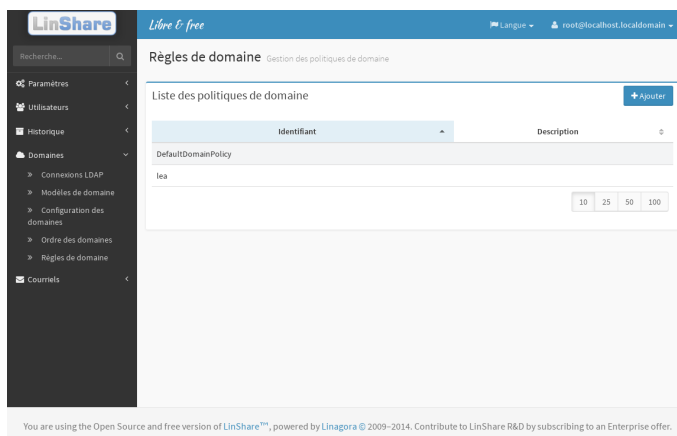 LinShare
Libre & free
Langue
root@localhost.localdomain
Recherche...
Règles de domaine Gestion des politiques de domaine
Paramètres
Utilisateurs
Historique
Domaines
Connexions LDAP
Modèles de domaine
Configuration des
domaines
Ordre des domaines
Règles de domaine
Courriels
Liste des politiques de domaine
Ajouter
Identifiant Description
DefaultDomainPolicy
lea
10 25 50 100
You are using the Open Source and free version of LinShare™, powered by Linagora © 2009–2014. Contribute to LinShare R&D by subscribing to an Enterprise offer.